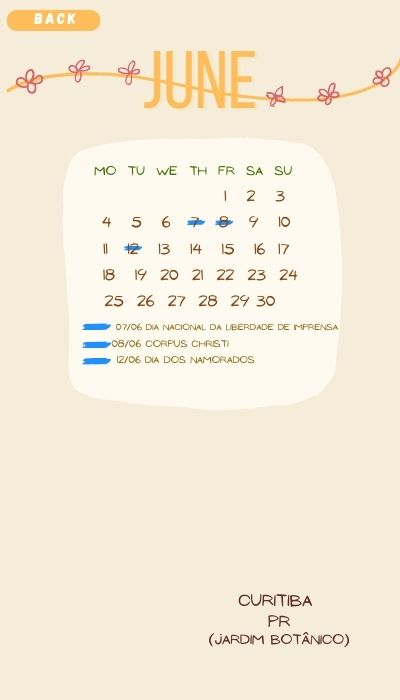 BACK
JUNE
MO TU WE TH FR SA SU
1 2 3
4 5 6 7 8 9 10
11 12 13 14 15 16 17
18 19 20 21 22 23 24
25 26 27 28 29 30
07/06 DIA NACIONAL DA LIBERDADE DE IMPRENSA
08/06 CORPUS CHRISTI
12/06 DIA DOS NAMORADOS
CURITIBA
PR
(JARDIM BOTÂNICO)